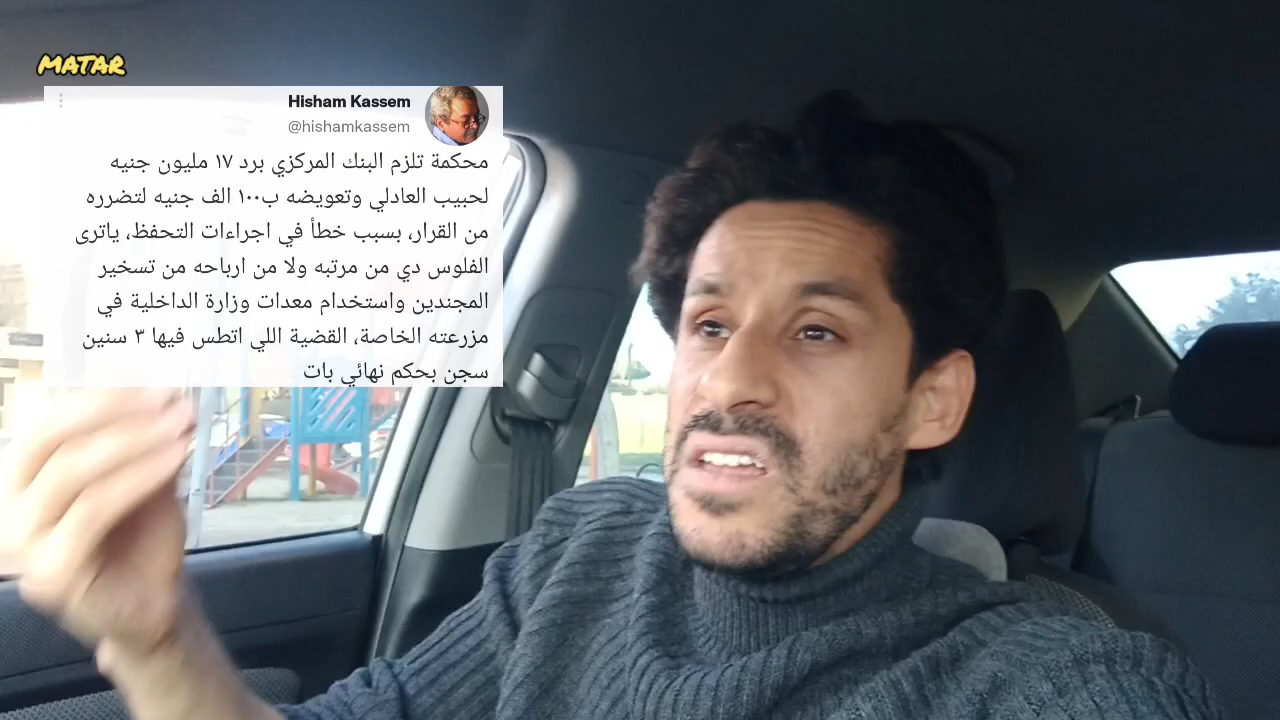 MATAR
Hisham Kassem
@hishamkassem
محكمة تلزم البنك المركزي برد ١٧ مليون جنيه
لحبيب العادلي وتعويضه ب١٠٠ الف جنيه لتضرره
من القرار، بسبب خطأ في اجراءات التحفظ، ياترى
الفلوس دي من مرتبه ولا من ارباحه من تسخير
المجندين واستخدام معدات وزارة الداخلية في
مزرعته الخاصة، القضية اللي اتطس فيها ٣ سنين
سجن بحكم نهائي بات